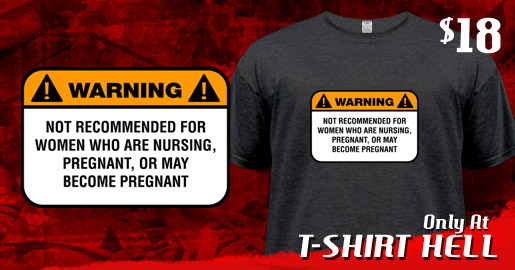 WARNING
NOT RECOMMENDED FOR
WOMEN WHO ARE NURSING,
PREGNANT, OR MAY
BECOME PREGNANT
WARNING
NOT RECOMMENDED FOR
WOMEN WHO ARE NURSING,
PREGNANT, OR MAY
BECOME PREGNANT
$18
Only At
T-SHIRT HELL